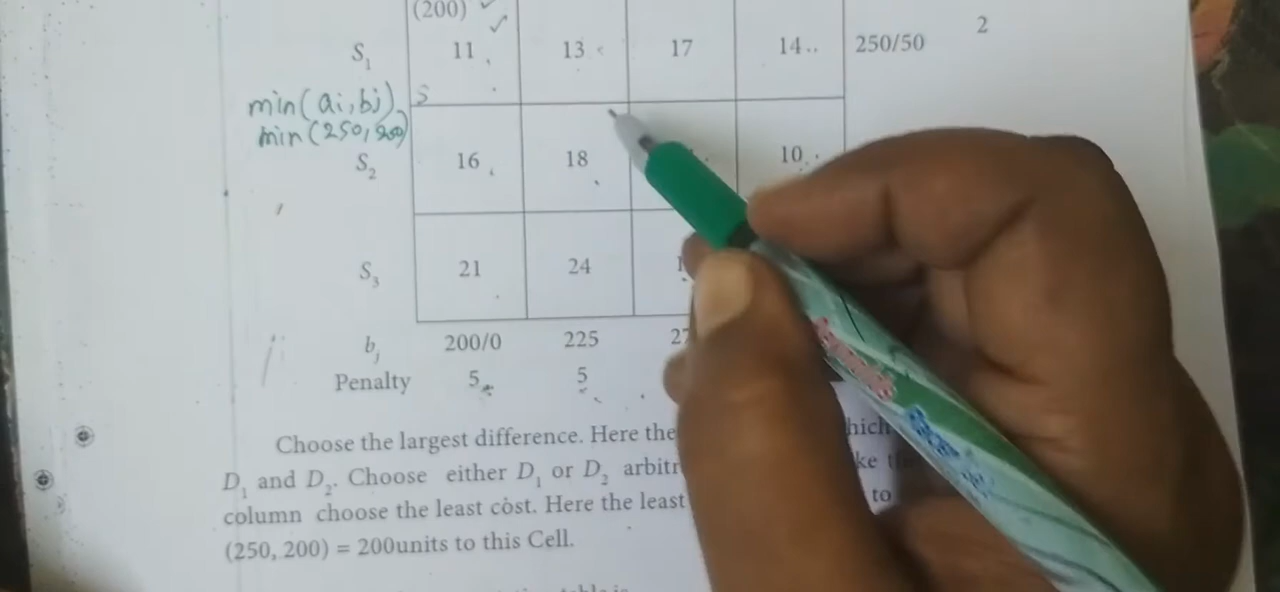 (200)
S₁ 11 13 17 14 250/50 2
min(ai,bj)
min(250,200)
S₂ 16 18 10
S₃ 21 24
bⱼ 200/0 225
Penalty 5 5
Choose the largest difference. Here the
D₁ and D₂. Choose either D₁ or D₂
column choose the least cost. Here the least to
(250, 200) = 200units to this Cell.